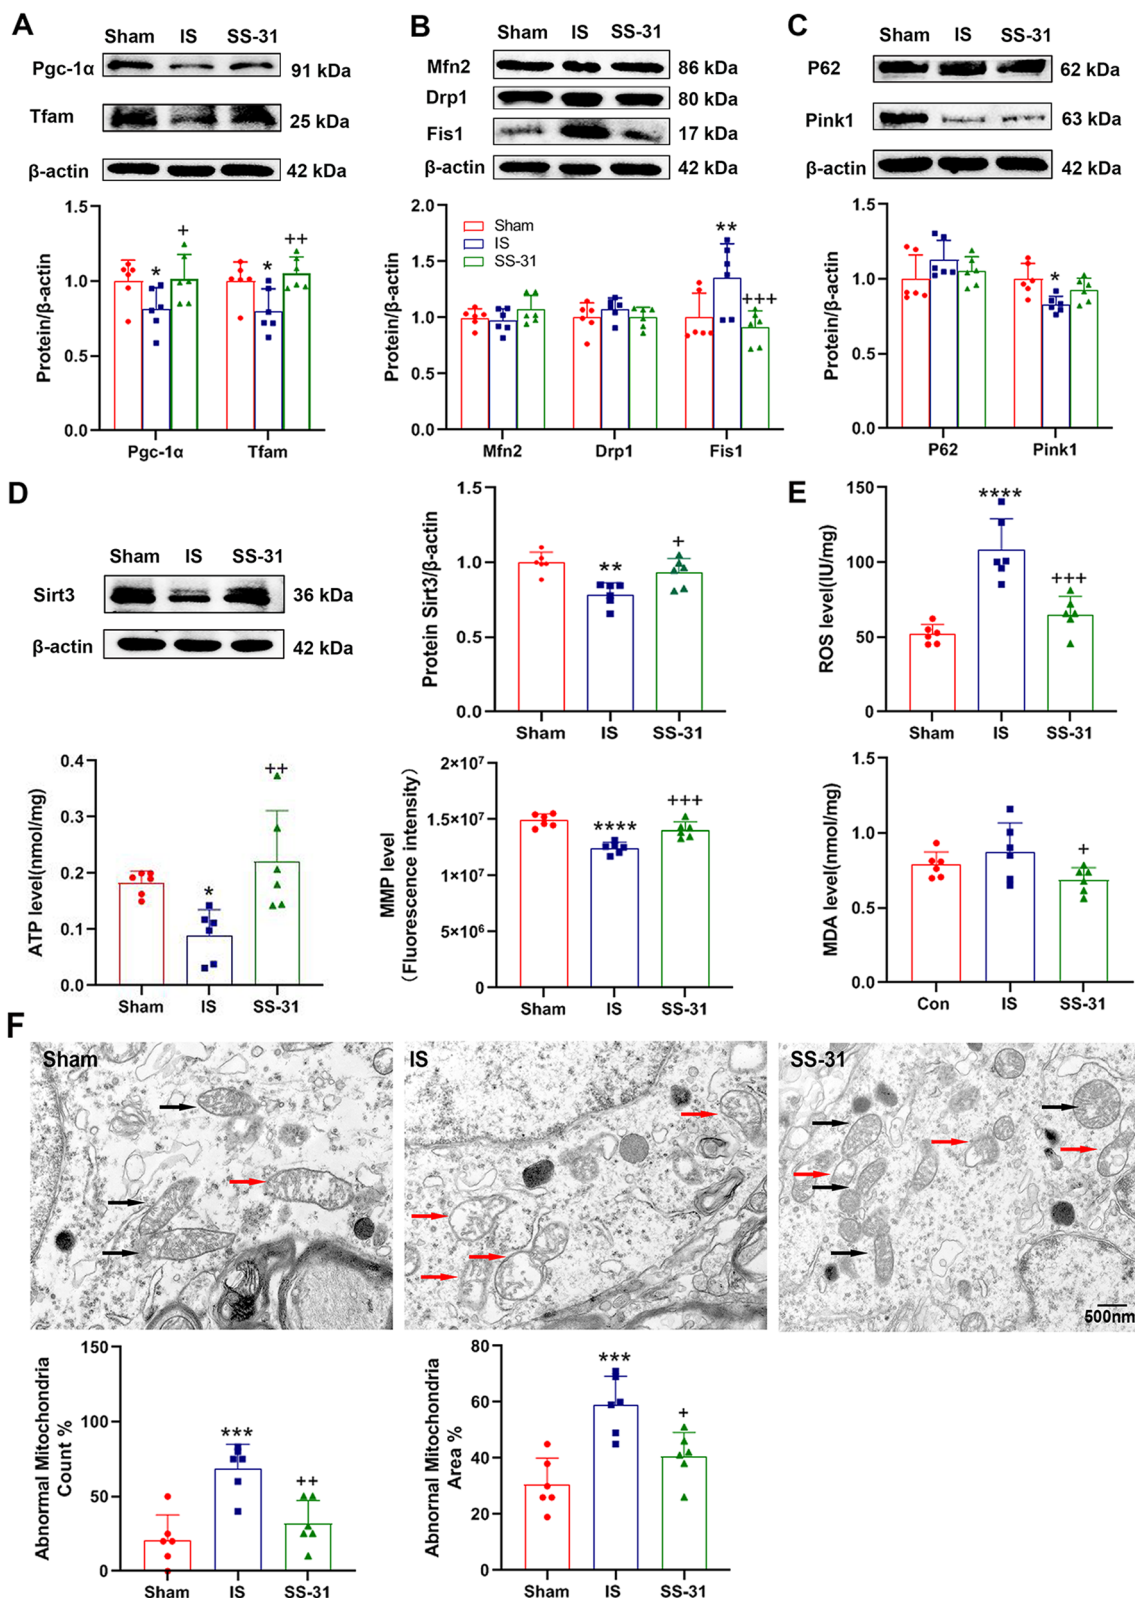 A
Sham IS SS-31
Pgc-1α 91 kDa
Tfam 25 kDa
β-actin 42 kDa
Protein/β-actin
1.5
1.0
0.5
0.0
* +
* ++
Pgc-1α Tfam
B
Sham IS SS-31
Mfn2 86 kDa
Drp1 80 kDa
Fis1 17 kDa
β-actin 42 kDa
Protein/β-actin
2.0
1.5
1.0
0.5
0.0
Sham
IS
SS-31
**
+++
Mfn2 Drp1 Fis1
C
Sham IS SS-31
P62 62 kDa
Pink1 63 kDa
β-actin 42 kDa
Protein/β-actin
1.5
1.0
0.5
0.0
*
P62 Pink1
D
Sham IS SS-31
Sirt3 36 kDa
β-actin 42 kDa
Protein Sirt3/β-actin
1.5
1.0
0.5
0.0
**
+
Sham IS SS-31
E
ROS level(IU/mg)
150
100
50
0
****
+++
Sham IS SS-31
ATP level(nmol/mg)
0.4
0.3
0.2
0.1
0.0
*
++
Sham IS SS-31
MMP level
(Fluorescence intensity)
2×10⁷
1.5×10⁷
1×10⁷
5×10⁶
0
****
+++
Sham IS SS-31
MDA level(nmol/mg)
1.5
1.0
0.5
0.0
+
Con IS SS-31
F
Sham
IS
SS-31
500nm
Abnormal Mitochondria
Count %
150
100
50
0
***
++
Sham IS SS-31
Abnornal Mitochondria
Area %
80
60
40
20
0
***
+
Sham IS SS-31